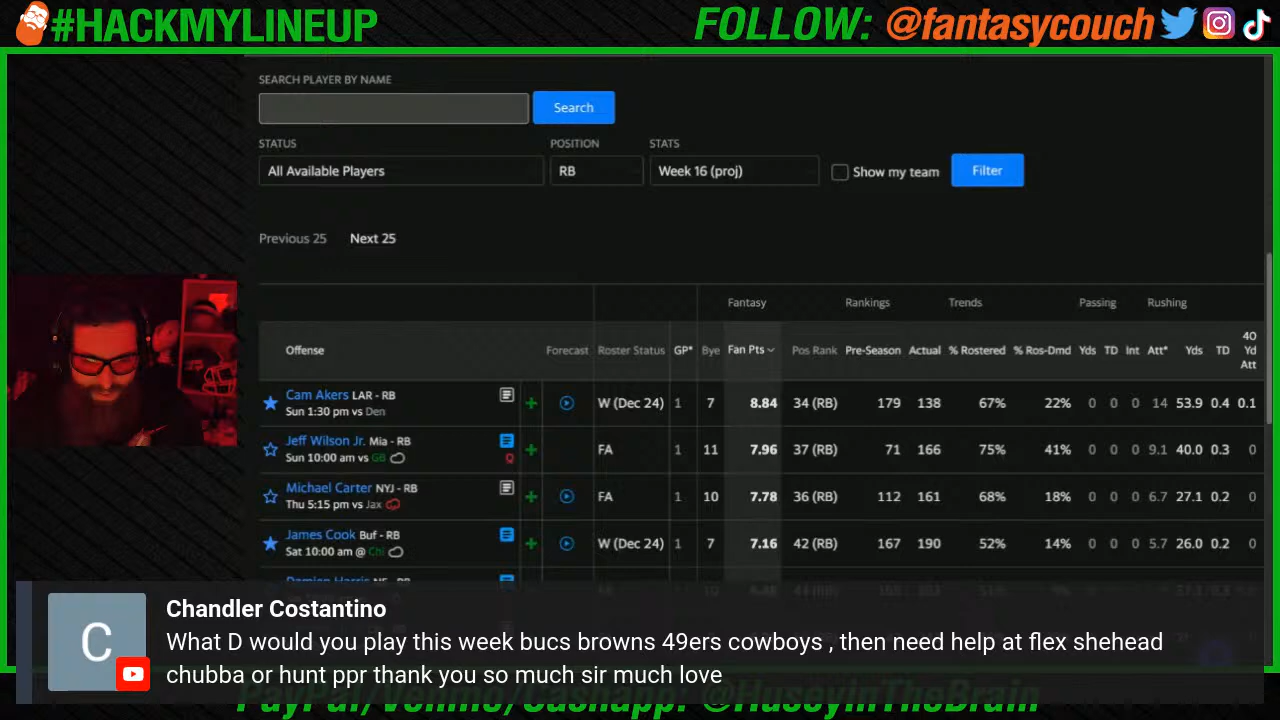 #HACKMYLINEUP
FOLLOW: @fantasycouch
SEARCH PLAYER BY NAME
Search
STATUS POSITION STATS
All Available Players RB Week 16 (proj) Show my team Filter
Previous 25 Next 25
Fantasy Rankings Trends Passing Rushing
Offense Forecast Roster Status GP* Bye Fan Pts Pos Rank Pre-Season Actual % Rostered % Ros-Dmd Yds TD Int Att* Yds TD 40 Yd Att
Cam Akers LAR - RB W (Dec 24) 1 7 8.84 34 (RB) 179 138 67% 22% 0 0 0 14 53.9 0.4 0.1
Sun 1:30 pm vs Den
Jeff Wilson Jr. Mia - RB FA 1 11 7.96 37 (RB) 71 166 75% 41% 0 0 0 9.1 40.0 0.3 0
Sun 10:00 am vs GB Q
Michael Carter NYJ - RB FA 1 10 7.78 36 (RB) 112 161 68% 18% 0 0 0 6.7 27.1 0.2 0
Thu 5:15 pm vs Jax
James Cook Buf - RB W (Dec 24) 1 7 7.16 42 (RB) 167 190 52% 14% 0 0 0 5.7 26.0 0.2 0
Sat 10:00 am @ Chi
Damien Harris NE - RB
C
Chandler Costantino
What D would you play this week bucs browns 49ers cowboys , then need help at flex shehead
chubba or hunt ppr thank you so much sir much love
PayPal/Venmo/Cashapp: @HuseyInTheBrain